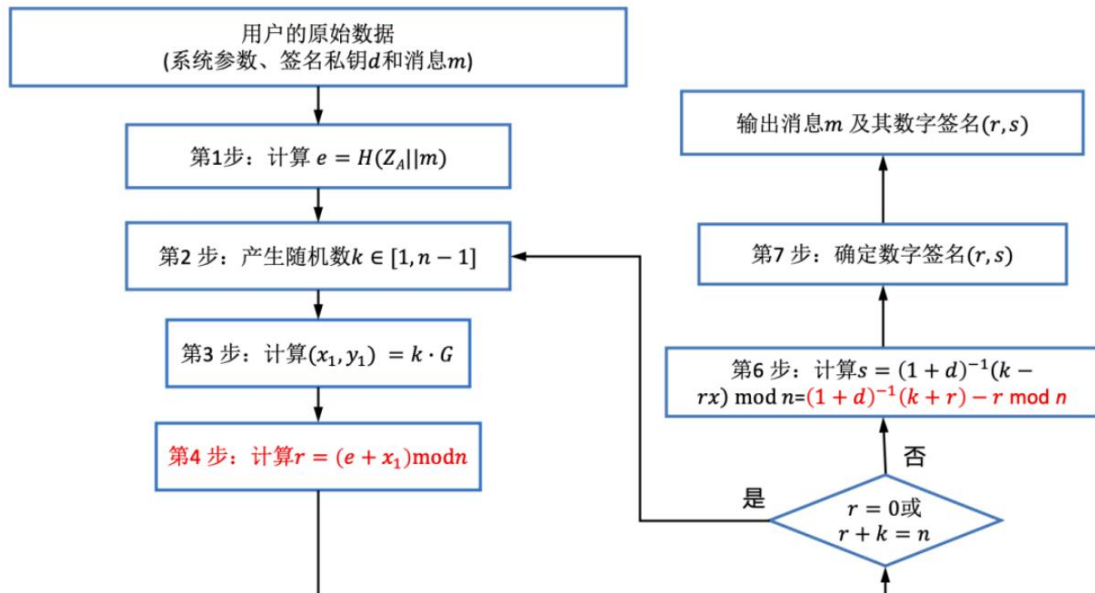 用户的原始数据
(系统参数、签名私钥d和消息m)
第1步：计算 e = H(Z_A||m)
第2 步：产生随机数k ∈ [1, n − 1]
第3 步：计算(x₁, y₁) = k · G
第4 步：计算r = (e + x₁)modn
是
r = 0或
r + k = n
否
第6 步：计算s = (1 + d)⁻¹(k −
rx) mod n=(1 + d)⁻¹(k + r) − r mod n
第7 步：确定数字签名(r, s)
输出消息m 及其数字签名(r, s)